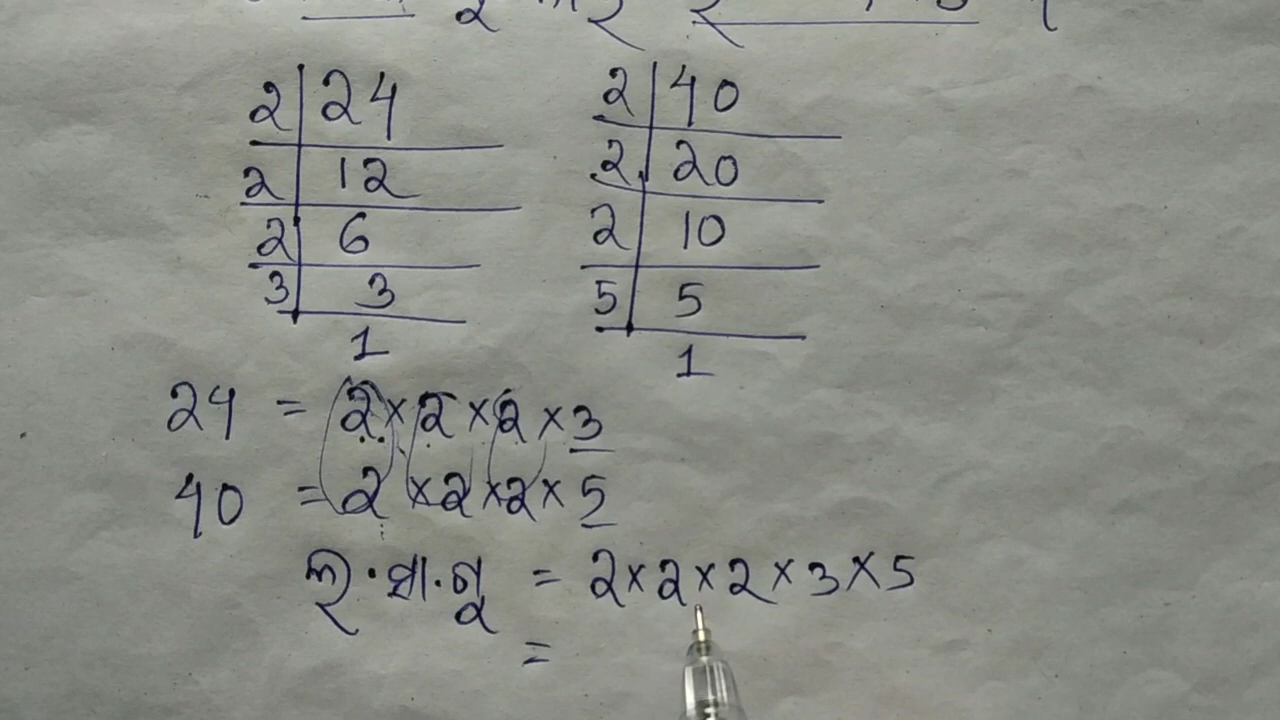 2 | 24
2 | 12
2 | 6
3 | 3
1
2 | 40
2 | 20
2 | 10
5 | 5
1
24 = 2×2×2×3
40 = 2×2×2×5
ଲ.ସା.ଗୁ = 2×2×2×3×5
=